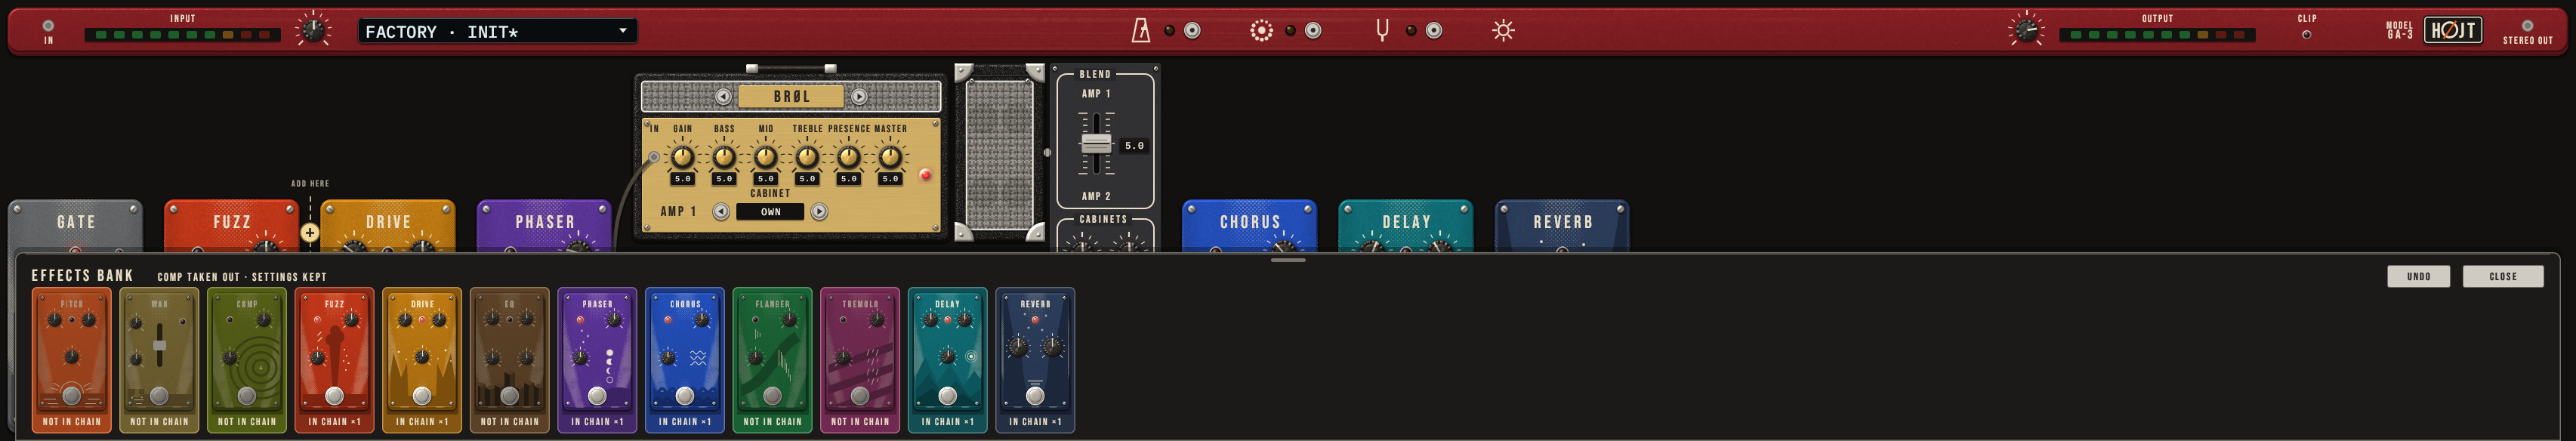 INPUT
IN
FACTORY · INIT*
OUTPUT
CLIP
MODEL
GA-3
HØJT
STEREO OUT
BRØL
IN GAIN BASS MID TREBLE PRESENCE MASTER
5.0 5.0 5.0 5.0 5.0 5.0
CABINET
AMP 1
OWN
BLEND
AMP 1
5.0
AMP 2
CABINETS
ADD HERE
GATE
FUZZ
DRIVE
PHASER
CHORUS
DELAY
REVERB
EFFECTS BANK
COMP TAKEN OUT · SETTINGS KEPT
UNDO
CLOSE
PITCH
WAH
COMP
FUZZ
DRIVE
EQ
PHASER
CHORUS
FLANGER
TREMOLO
DELAY
REVERB
NOT IN CHAIN
NOT IN CHAIN
NOT IN CHAIN
IN CHAIN ×1
IN CHAIN ×1
NOT IN CHAIN
IN CHAIN ×1
IN CHAIN ×1
NOT IN CHAIN
NOT IN CHAIN
IN CHAIN ×1
IN CHAIN ×1